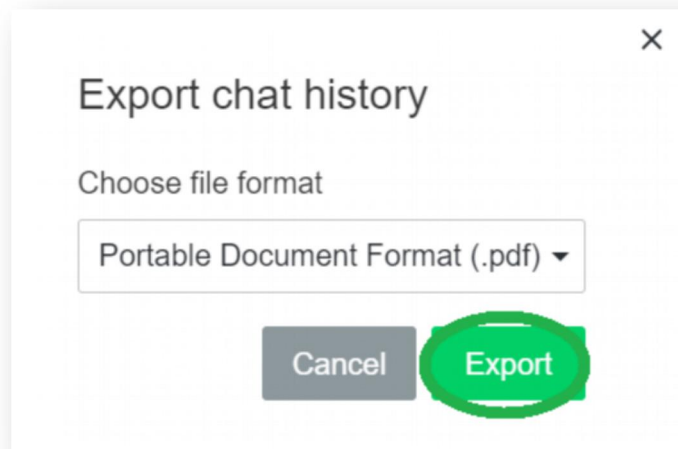 Export chat history
Choose file format
Portable Document Format (.pdf)
Cancel Export